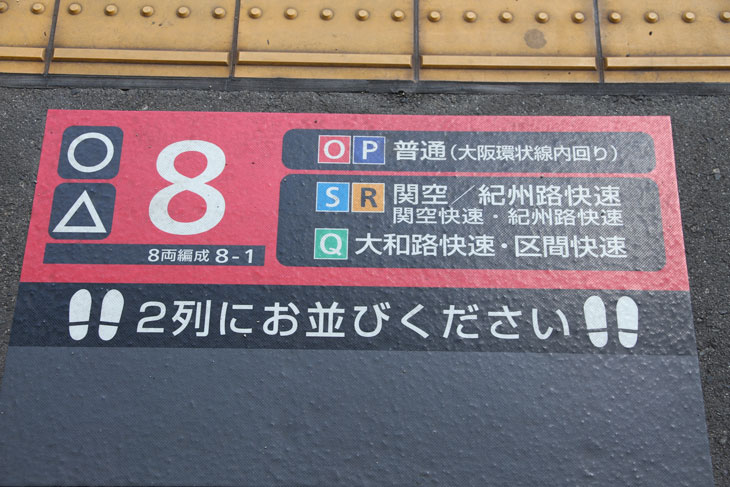 ○ 8 OP 普通(大阪環状線内回り)
△ SR 関空/紀州路快速
関空快速・紀州路快速
8両編成 8-1 Q 大和路快速・区間快速
2列にお並びください